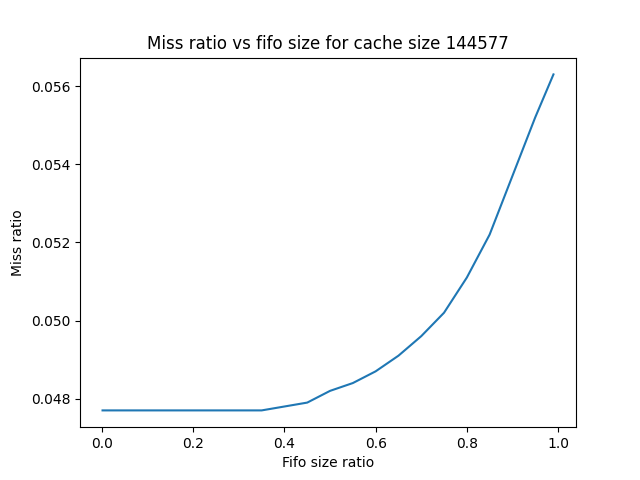 Miss ratio vs fifo size for cache size 144577
0.056
0.054
0.052
0.050
0.048
Miss ratio
0.0 0.2 0.4 0.6 0.8 1.0
Fifo size ratio